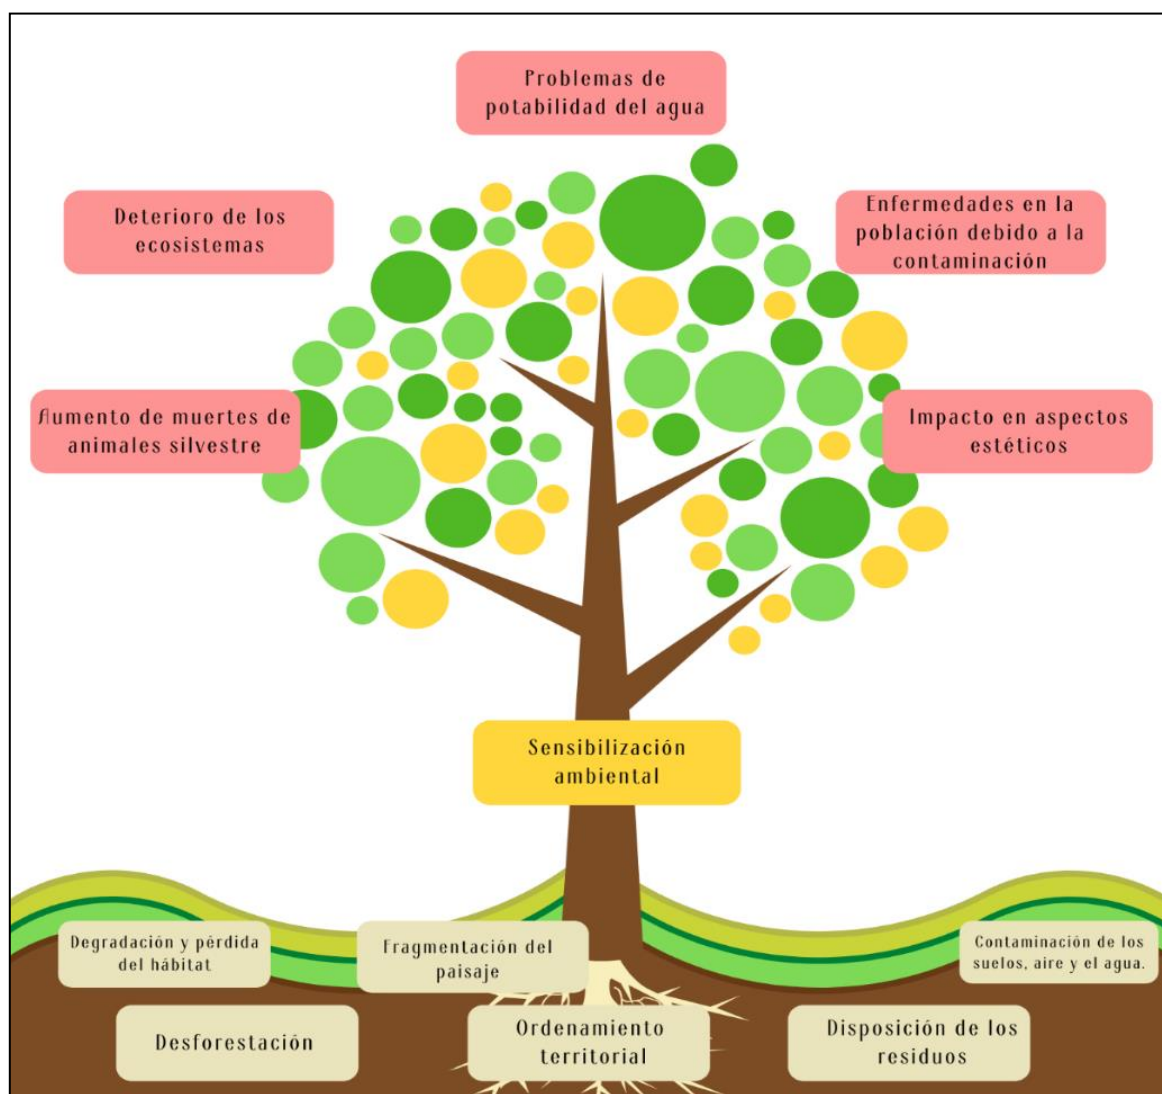 Problemas de
potabilidad del agua
Deterioro de los
ecosistemas
Enfermedades en la
población debido a la
contaminación
Aumento de muertes de
animales silvestre
Impacto en aspectos
estéticos
Sensibilización
ambiental
Degradación y pérdida
del hábitat
Fragmentación del
paisaje
Contaminación de los
suelos, aire y el agua.
Desforestación
Ordenamiento
territorial
Disposición de los
residuos